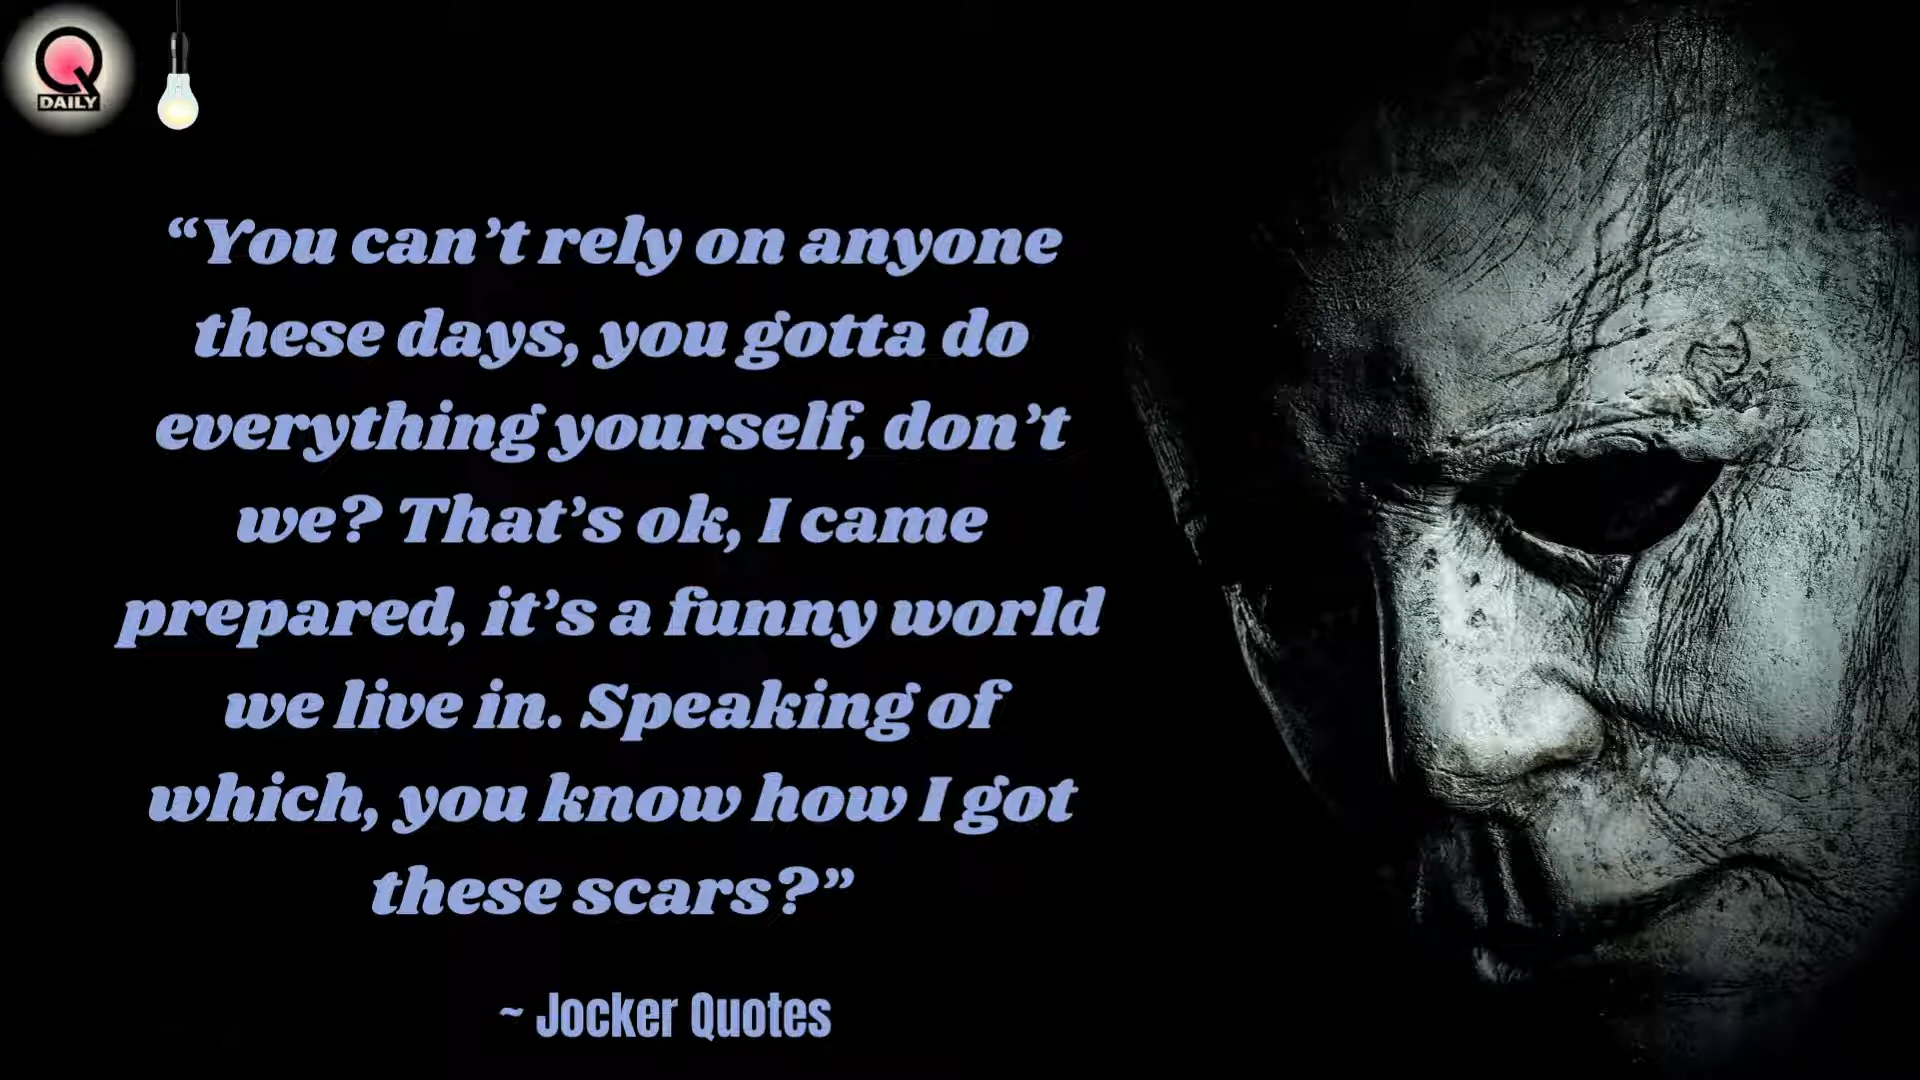 Q
DAILY
“You can’t rely on anyone
these days, you gotta do
everything yourself, don’t
we? That’s ok, I came
prepared, it’s a funny world
we live in. Speaking of
which, you know how I got
these scars?”
~ Jocker Quotes